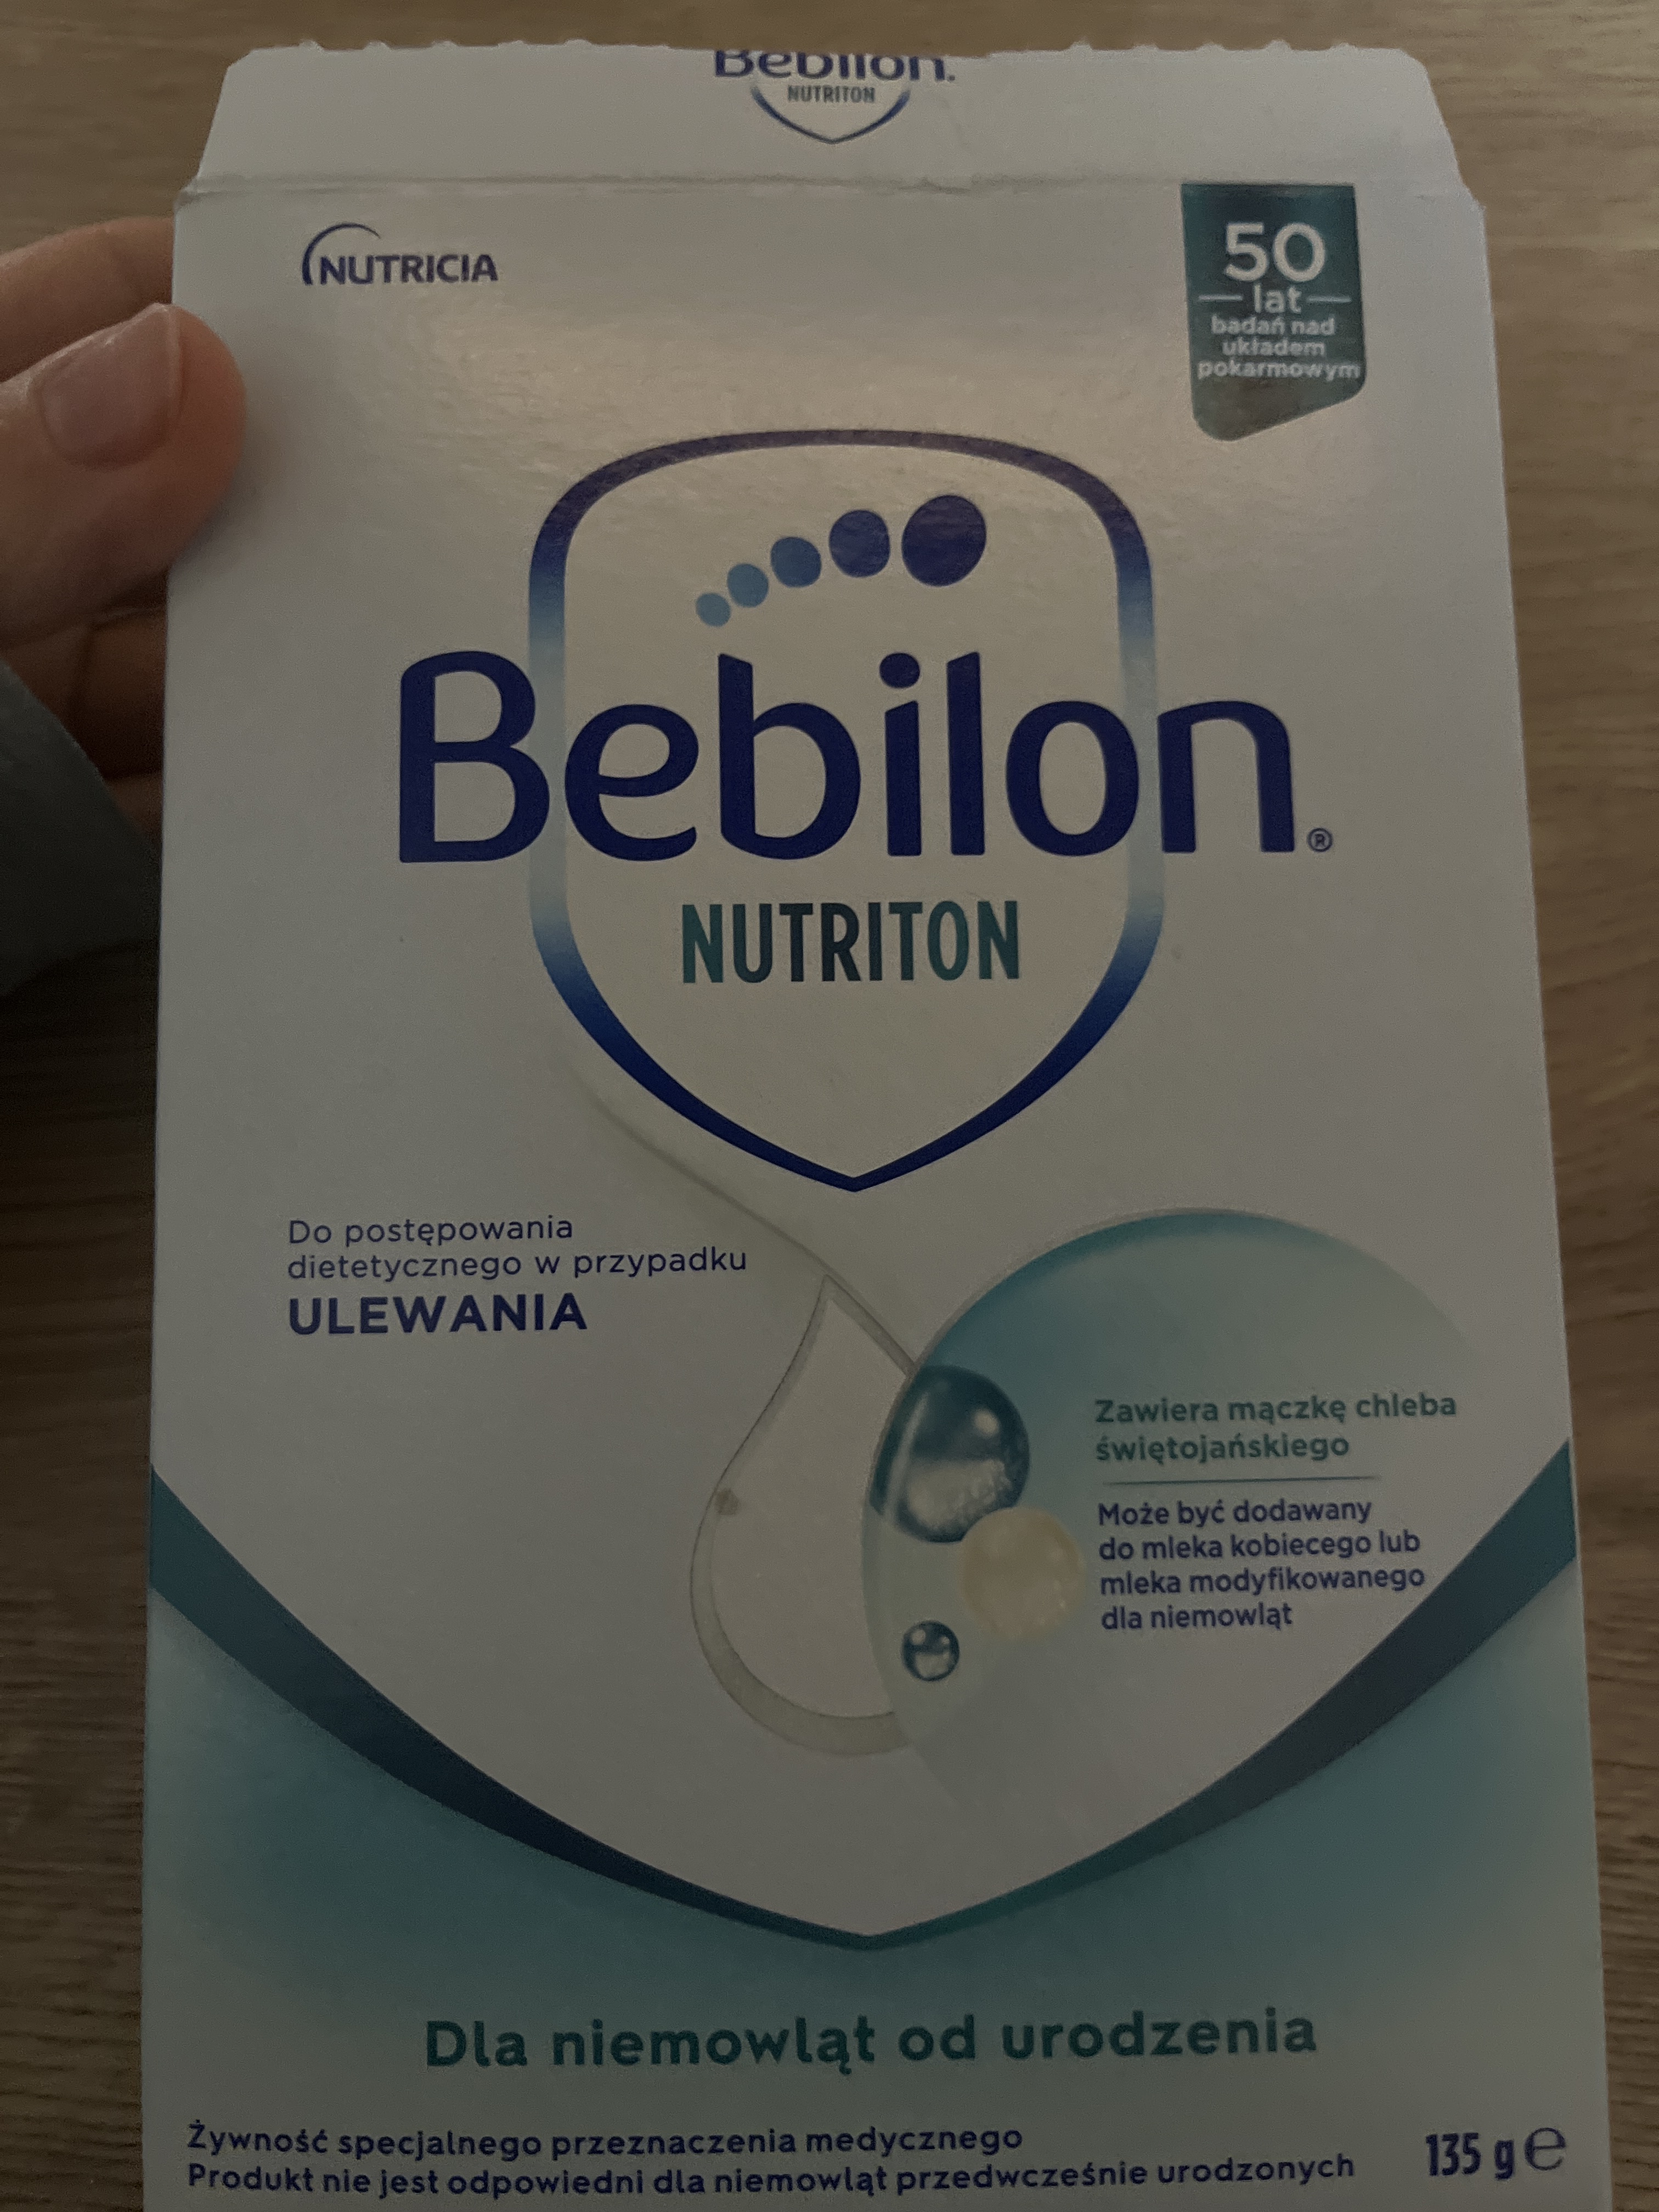 Bebilon.
NUTRITON
NUTRICIA
50
lat
badań nad
układem
pokarmowym
Bebilon®
NUTRITON
Do postępowania
dietetycznego w przypadku
ULEWANIA
Zawiera mączkę chleba
świętojańskiego
Może być dodawany
do mleka kobiecego lub
mleka modyfikowanego
dla niemowląt
Dla niemowląt od urodzenia
Żywność specjalnego przeznaczenia medycznego
Produkt nie jest odpowiedni dla niemowląt przedwcześnie urodzonych
135 g ℮